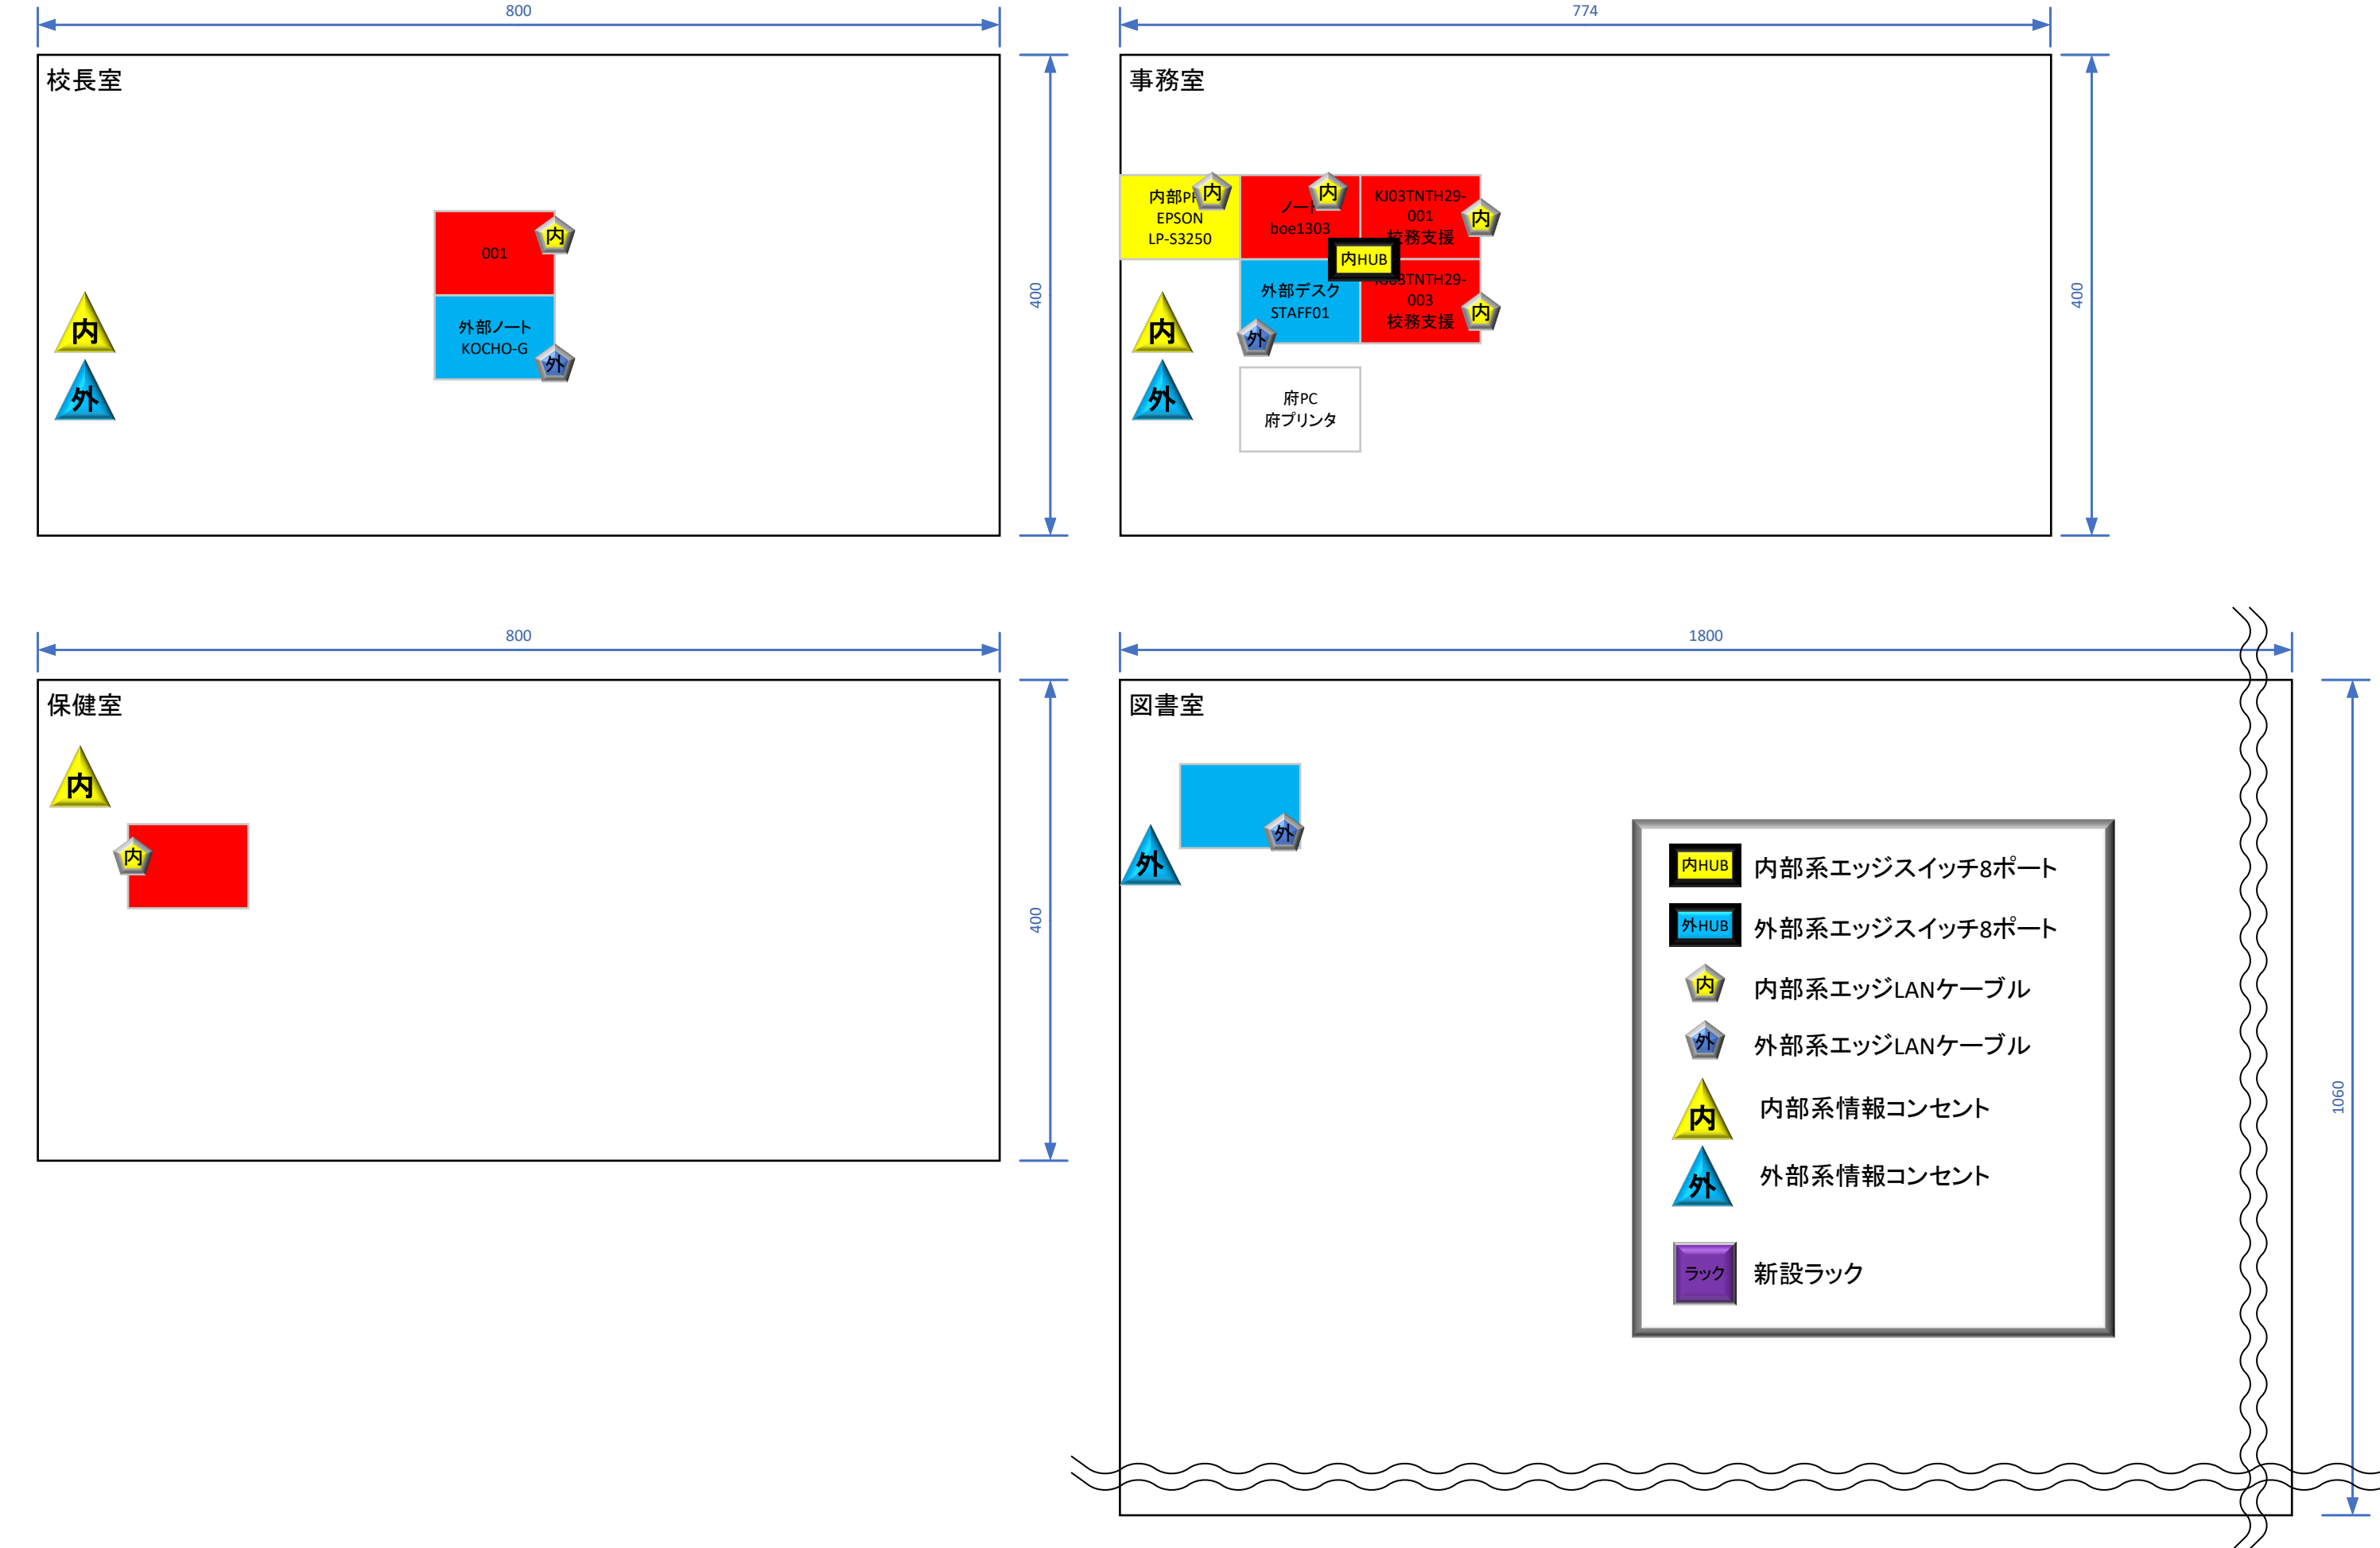 800
774
校長室
400
001
内
外部ノート
KOCHO-G
外
内
外
事務室
400
EPSON
LP-S3250
内
boe1303
内
KJ03TNTH29-
001
校務支援
内
内HUB
外部デスク
STAFF01
外
003
校務支援
内
内
外
府PC
府プリンタ
800
1800
保健室
400
内
内
図書室
1060
外
外
内HUB 内部系エッジスイッチ8ポート
外HUB 外部系エッジスイッチ8ポート
内 内部系エッジLANケーブル
外 外部系エッジLANケーブル
内 内部系情報コンセント
外 外部系情報コンセント
ラック 新設ラック